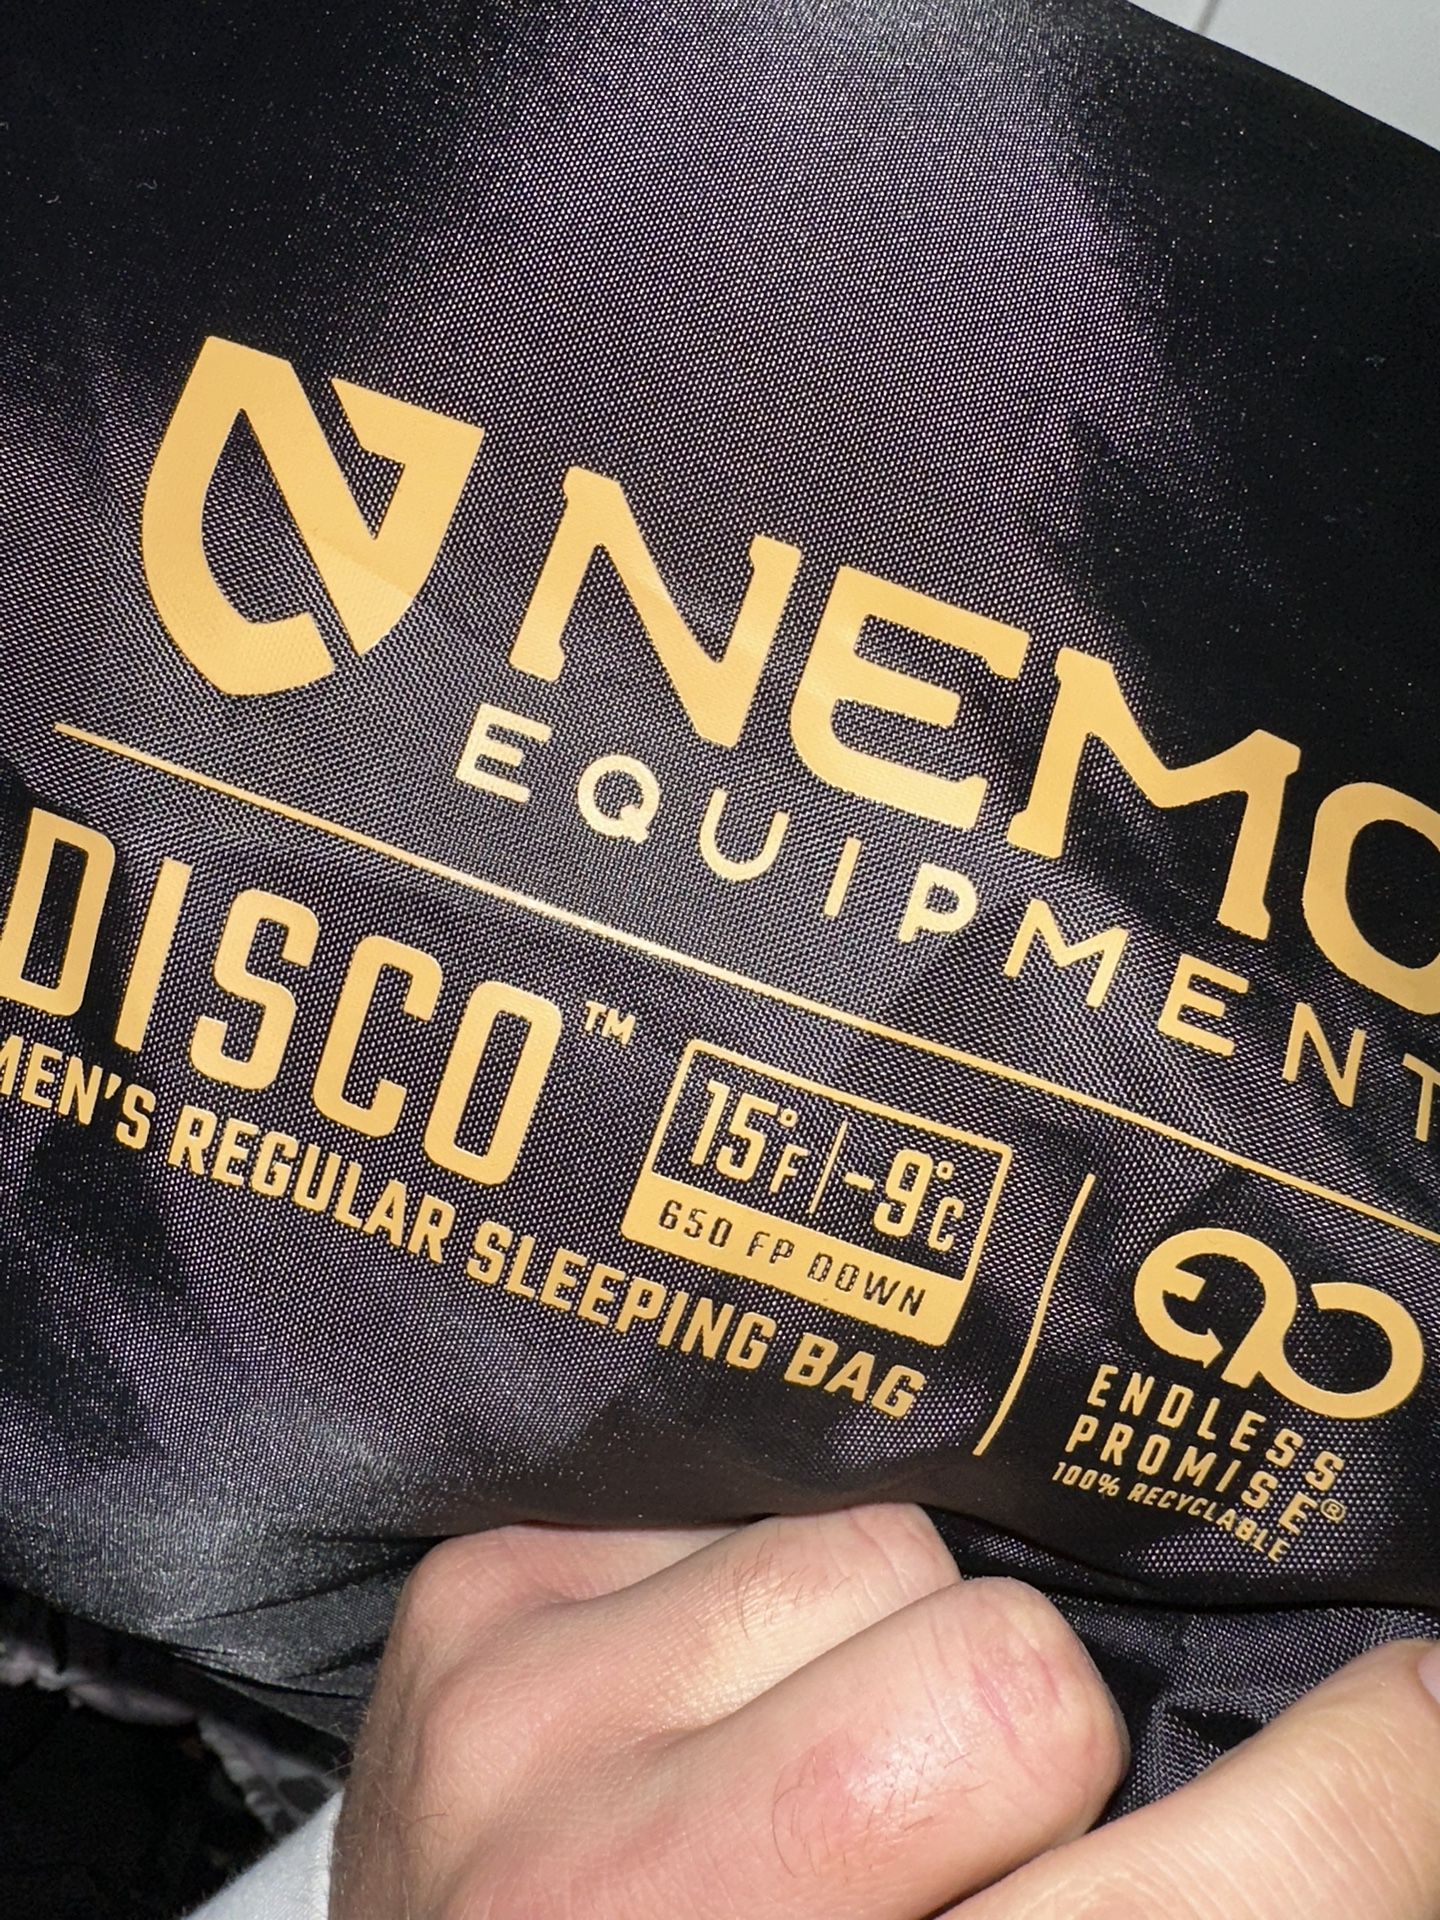 NEMO
EQUIPMENT
DISCO™
MEN'S REGULAR SLEEPING BAG
15°F | -9°C
650 FP DOWN
ENDLESS
PROMISE®
100% RECYCLABLE